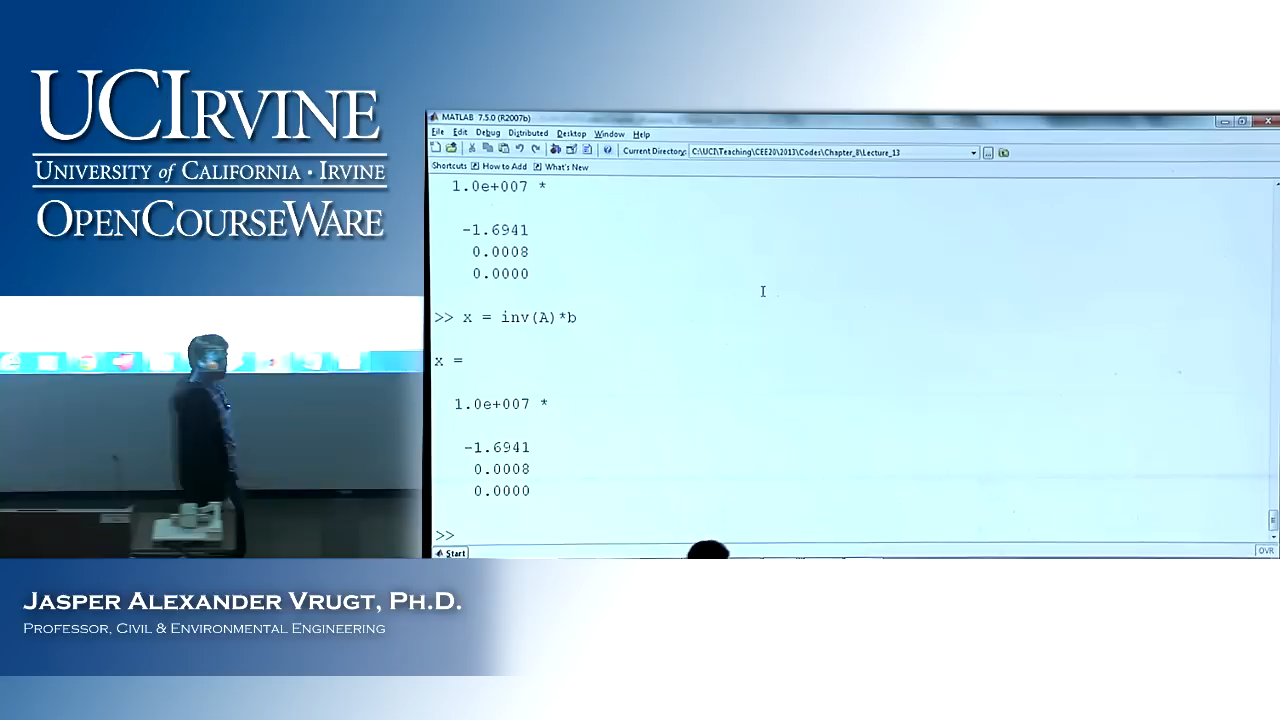 UCIRVINE
UNIVERSITY of CALIFORNIA • IRVINE
OPENCOURSEWARE
MATLAB 7.5.0 (R2007b)
File Edit Debug Distributed Desktop Window Help
Current Directory: C:\UCI\Teaching\CEE20\2013\Codes\Chapter_8\Lecture_13
Shortcuts How to Add What's New
1.0e+007 *
-1.6941
0.0008
0.0000
>> x = inv(A)*b
x =
1.0e+007 *
-1.6941
0.0008
0.0000
>>
Start
OVR
JASPER ALEXANDER VRUGT, PH.D.
PROFESSOR, CIVIL & ENVIRONMENTAL ENGINEERING